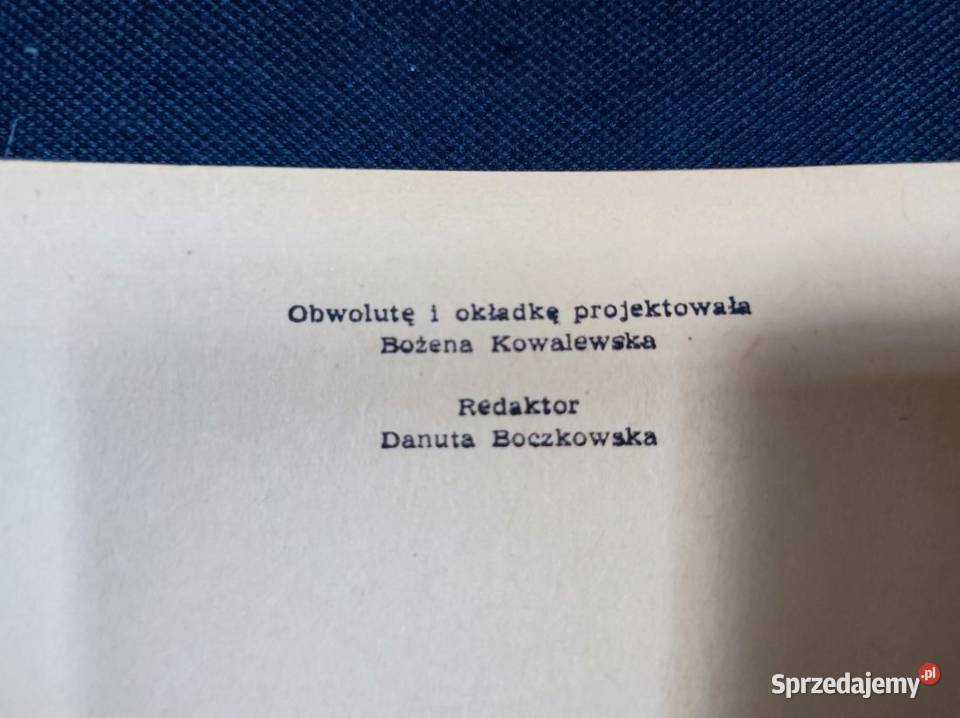 Obwolutę i okładkę projektowała
Bożena Kowalewska
Redaktor
Danuta Boczkowska
Sprzedajemy.pl